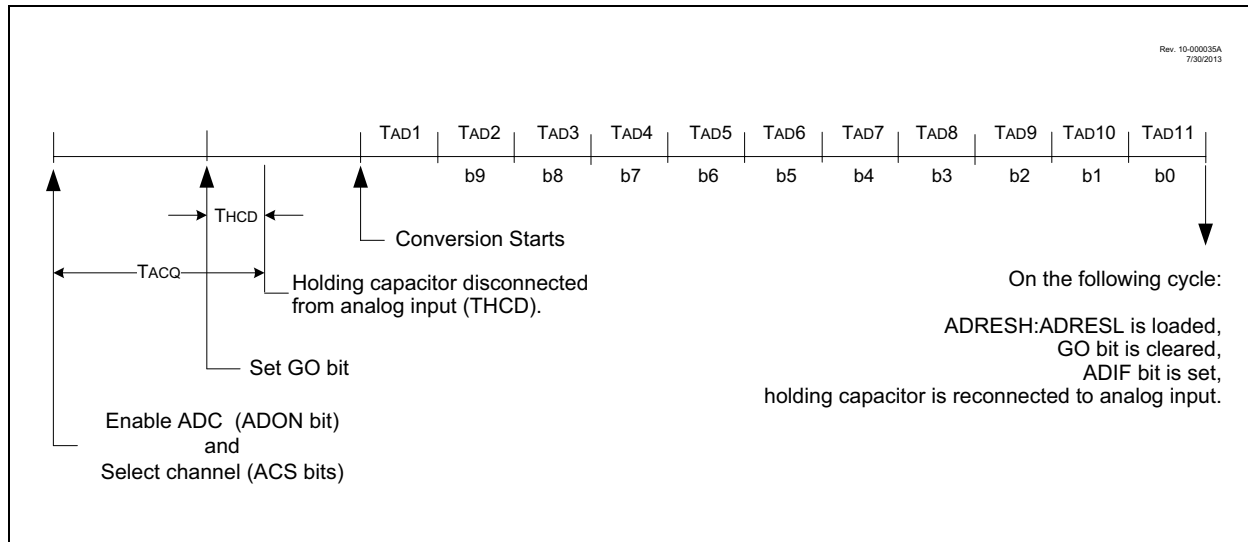 Rev. 10-000035A
7/30/2013
TAD1 TAD2 TAD3 TAD4 TAD5 TAD6 TAD7 TAD8 TAD9 TAD10 TAD11
b9 b8 b7 b6 b5 b4 b3 b2 b1 b0
THCD
Conversion Starts
TACQ
Holding capacitor disconnected
from analog input (THCD).
Set GO bit
Enable ADC (ADON bit)
and
Select channel (ACS bits)
On the following cycle:
ADRESH:ADRESL is loaded,
GO bit is cleared,
ADIF bit is set,
holding capacitor is reconnected to analog input.